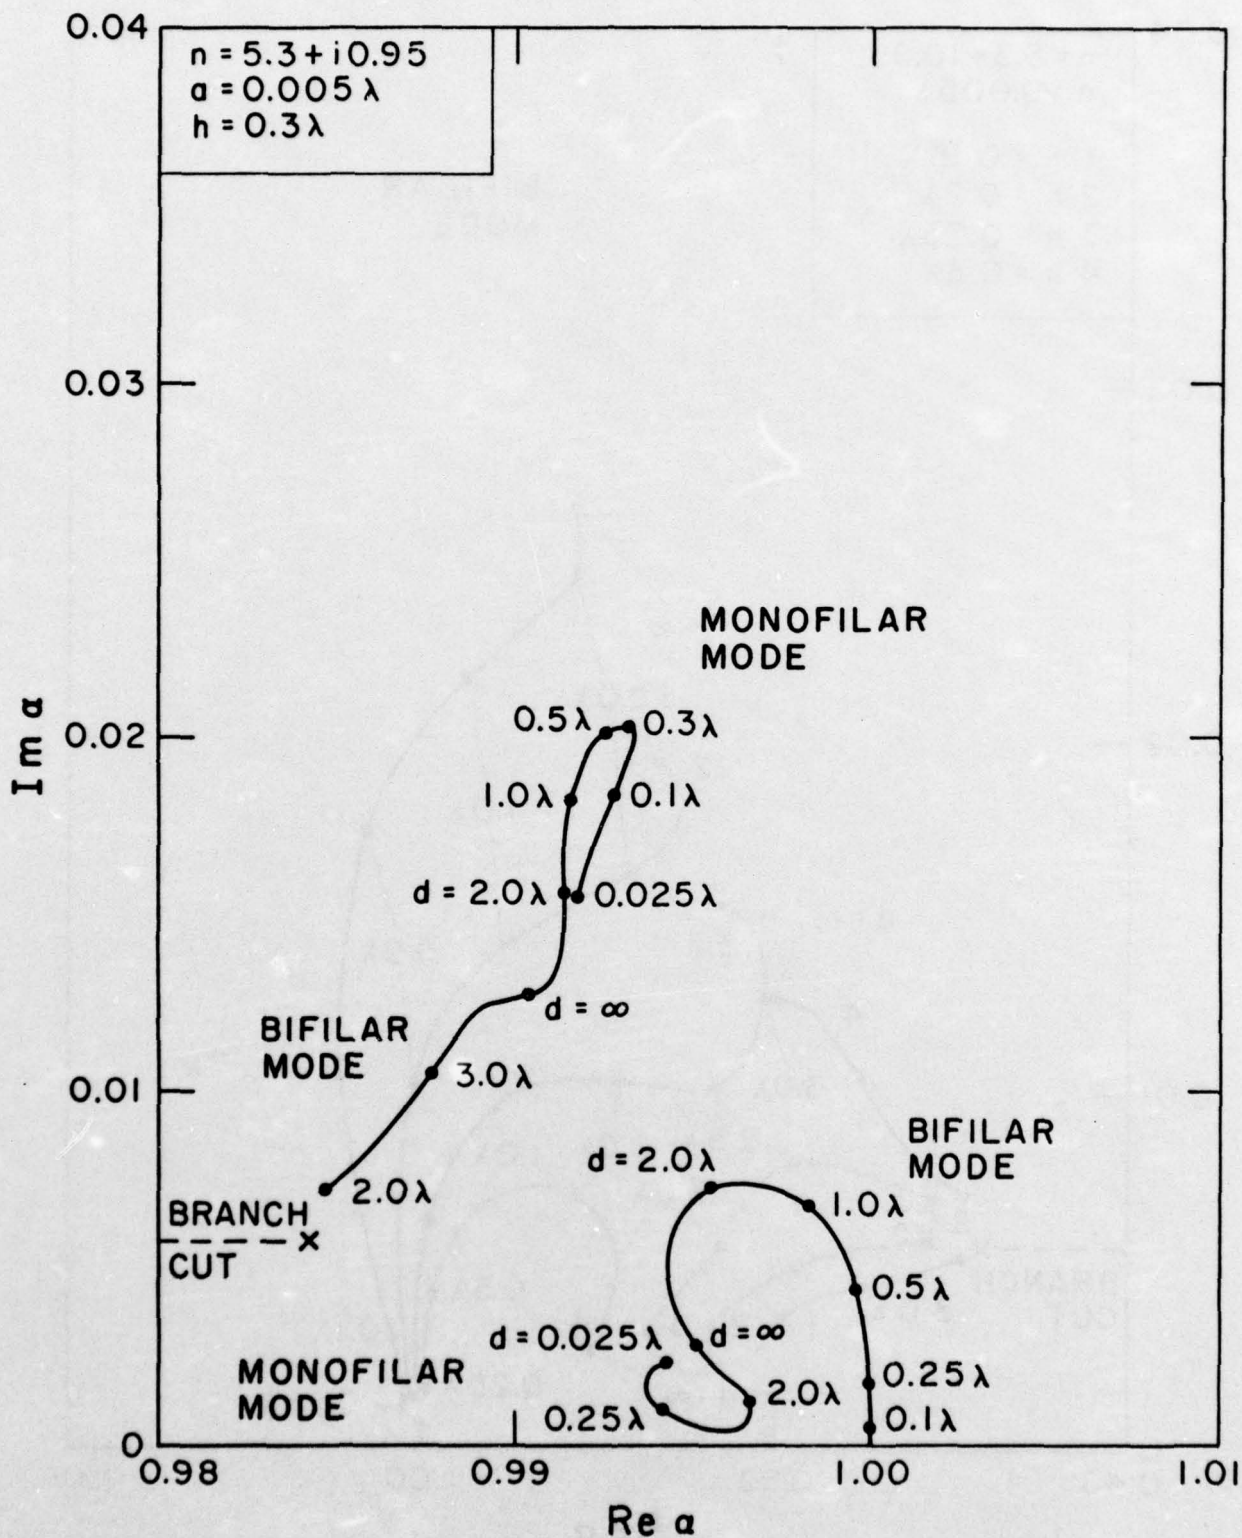 0.04
n = 5.3 + i0.95
a = 0.005 λ
h = 0.3 λ
0.03
MONOFILAR
MODE
Im α
0.02
0.5 λ
0.3 λ
1.0 λ
0.1 λ
d = 2.0 λ
0.025 λ
d = ∞
BIFILAR
MODE
3.0 λ
0.01
BIFILAR
MODE
d = 2.0 λ
2.0 λ
1.0 λ
BRANCH
CUT
0.5 λ
d = ∞
d = 0.025 λ
MONOFILAR
MODE
0.25 λ
2.0 λ
0.25 λ
0.1 λ
0
0.98
0.99
1.00
1.01
Re α